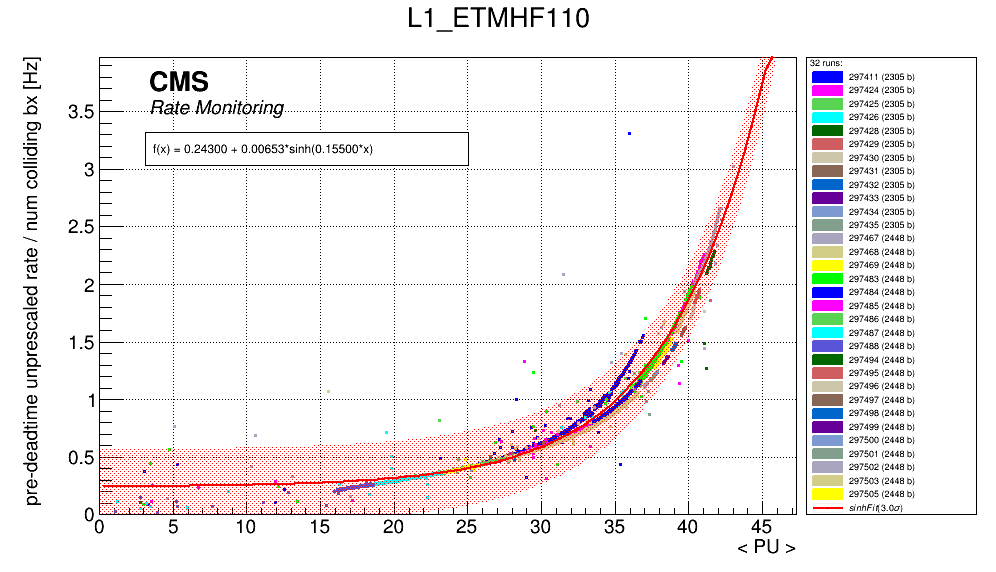 L1_ETMHF110
pre-deadtime unprescaled rate / num colliding bx [Hz]
CMS
Rate Monitoring
f(x) = 0.24300 + 0.00653*sinh(0.15500*x)
3.5
3
2.5
2
1.5
1
0.5
0
0 5 10 15 20 25 30 35 40 45
< PU >
32 runs:
297411 (2305 b)
297424 (2305 b)
297425 (2305 b)
297426 (2305 b)
297428 (2305 b)
297429 (2305 b)
297430 (2305 b)
297431 (2305 b)
297432 (2305 b)
297433 (2305 b)
297434 (2305 b)
297435 (2305 b)
297467 (2448 b)
297468 (2448 b)
297469 (2448 b)
297483 (2448 b)
297484 (2448 b)
297485 (2448 b)
297486 (2448 b)
297487 (2448 b)
297488 (2448 b)
297494 (2448 b)
297495 (2448 b)
297496 (2448 b)
297497 (2448 b)
297498 (2448 b)
297499 (2448 b)
297500 (2448 b)
297501 (2448 b)
297502 (2448 b)
297503 (2448 b)
297505 (2448 b)
sinhFit(3.0σ)